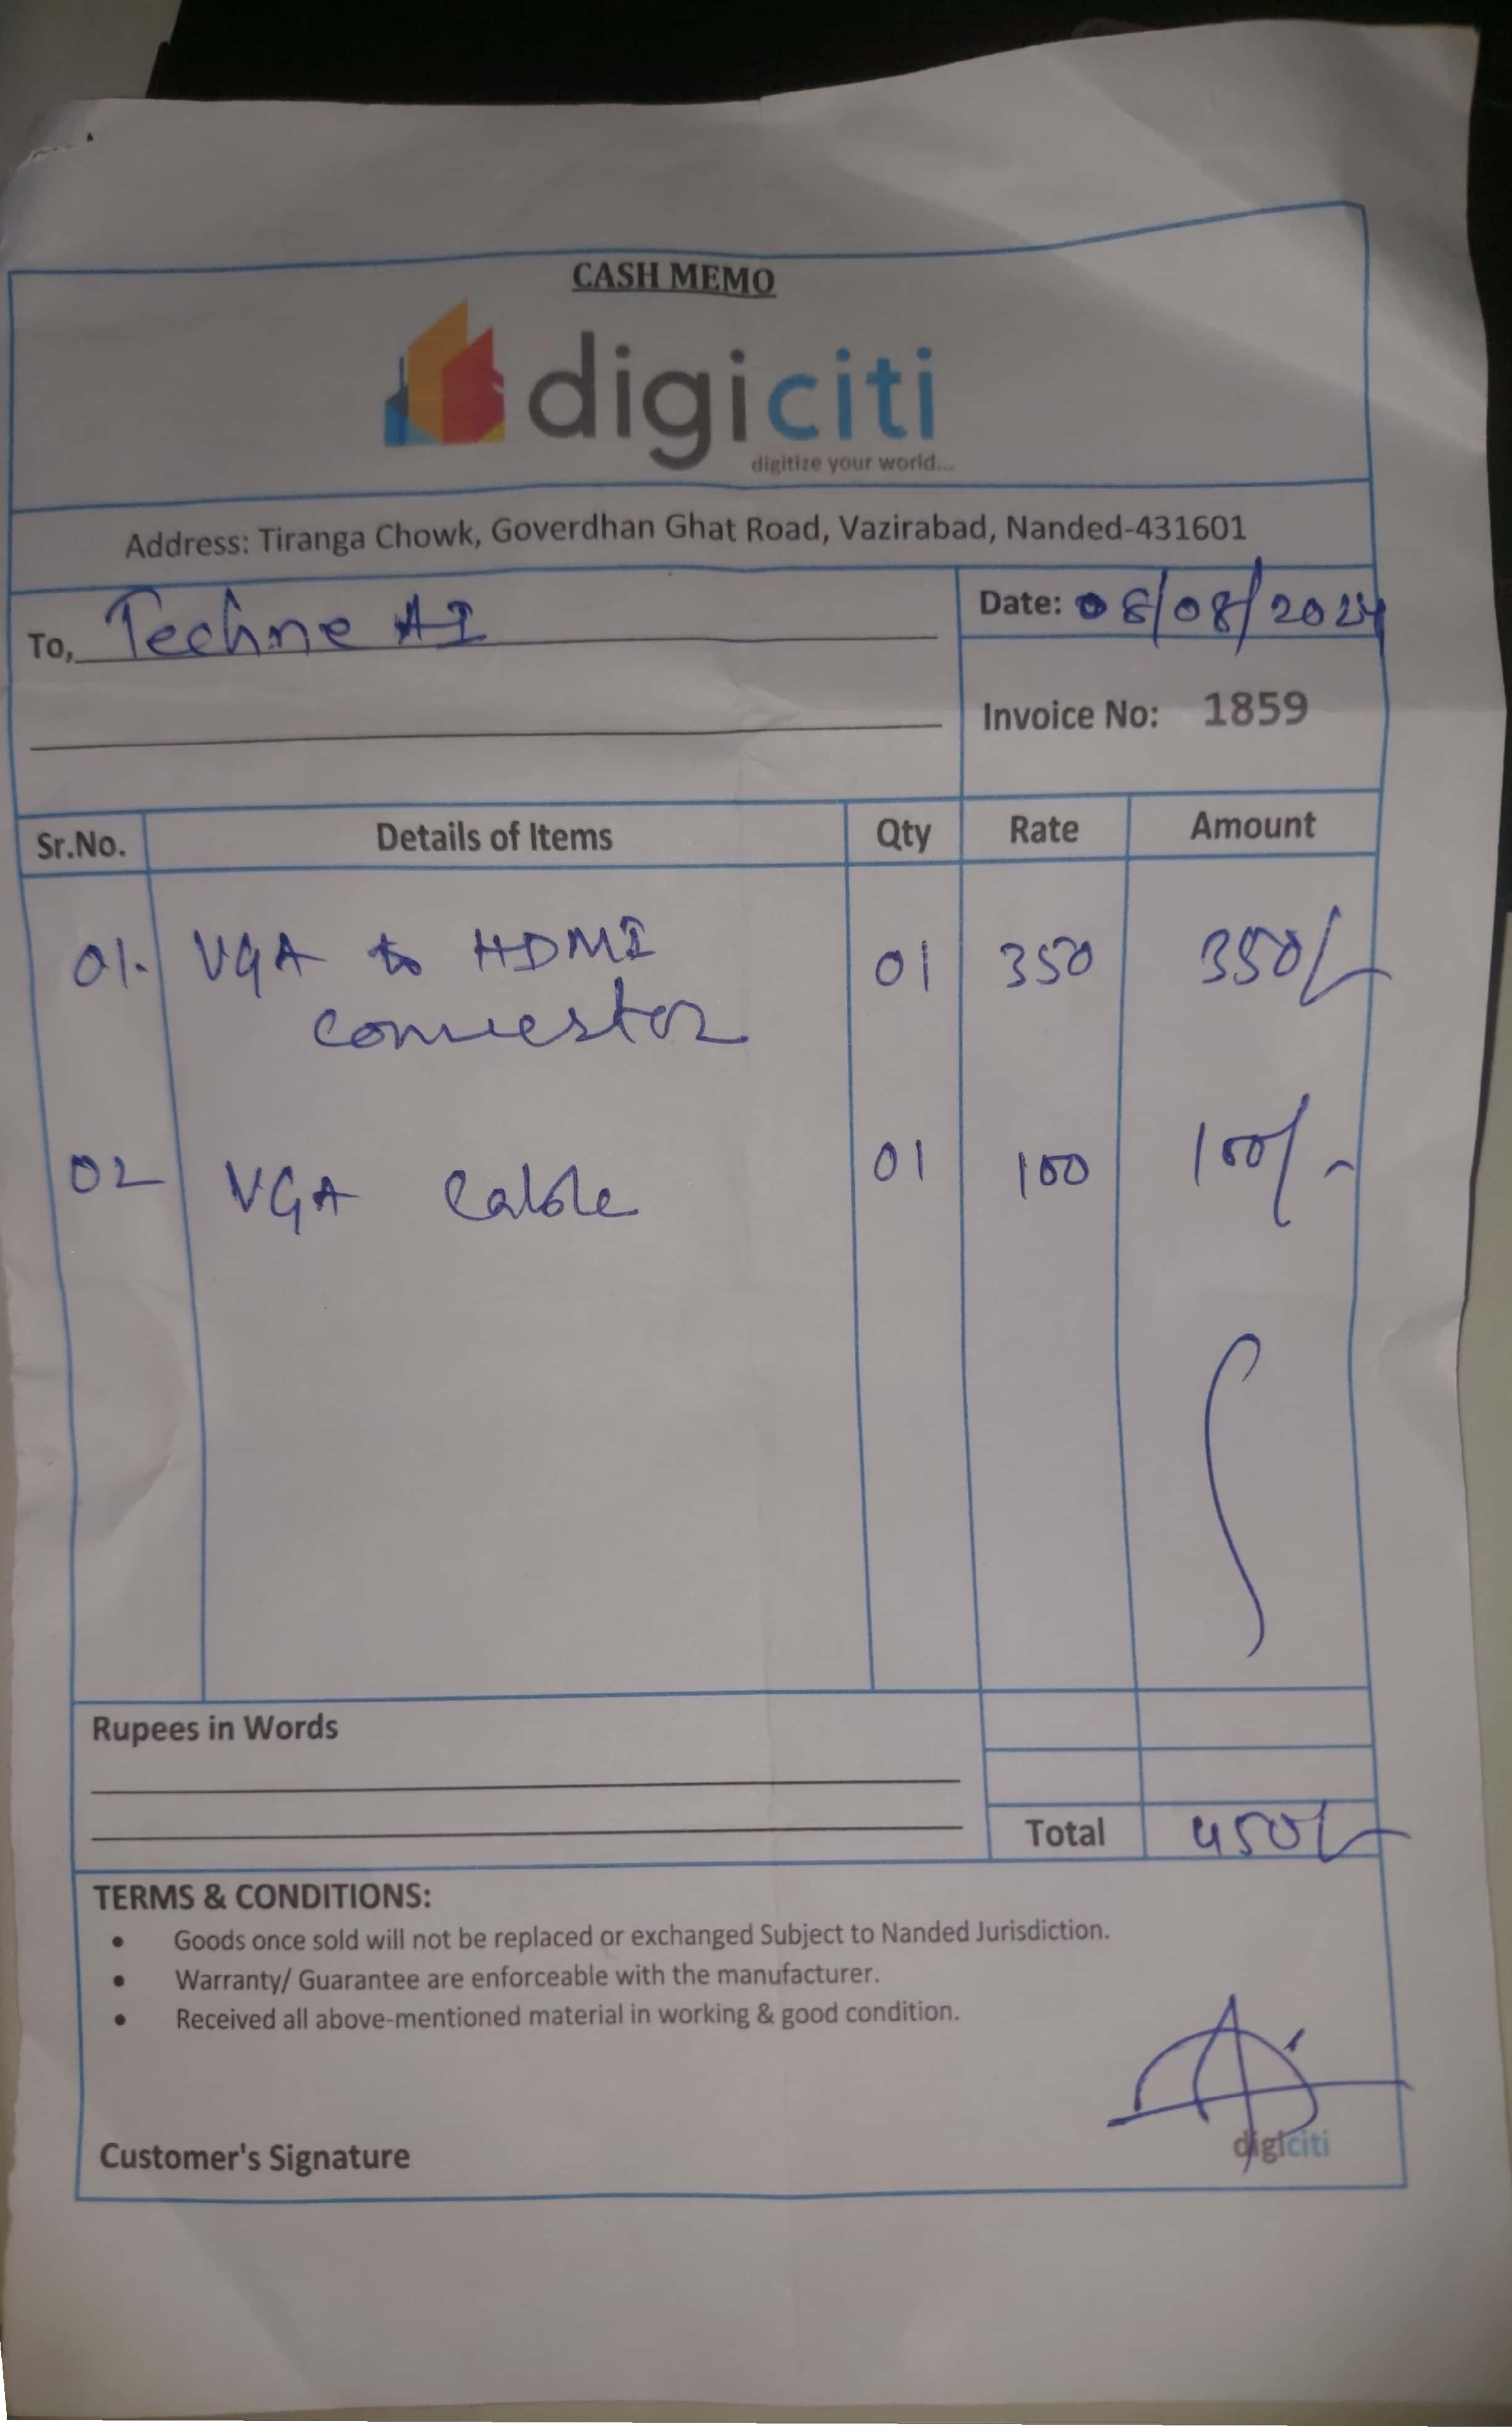 CASH MEMO
digiciti
digitize your world...
Address: Tiranga Chowk, Goverdhan Ghat Road, Vazirabad, Nanded-431601
To, Techne AI
Date: 08/08/2024
Invoice No: 1859
Sr.No. Details of Items Qty Rate Amount
01. VGA to HDMI 01 350 350/-
convertor
02 VGA Cable 01 100 100/-
Rupees in Words
Total 450/-
TERMS & CONDITIONS:
• Goods once sold will not be replaced or exchanged Subject to Nanded Jurisdiction.
• Warranty/ Guarantee are enforceable with the manufacturer.
• Received all above-mentioned material in working & good condition.
Customer's Signature
digiciti